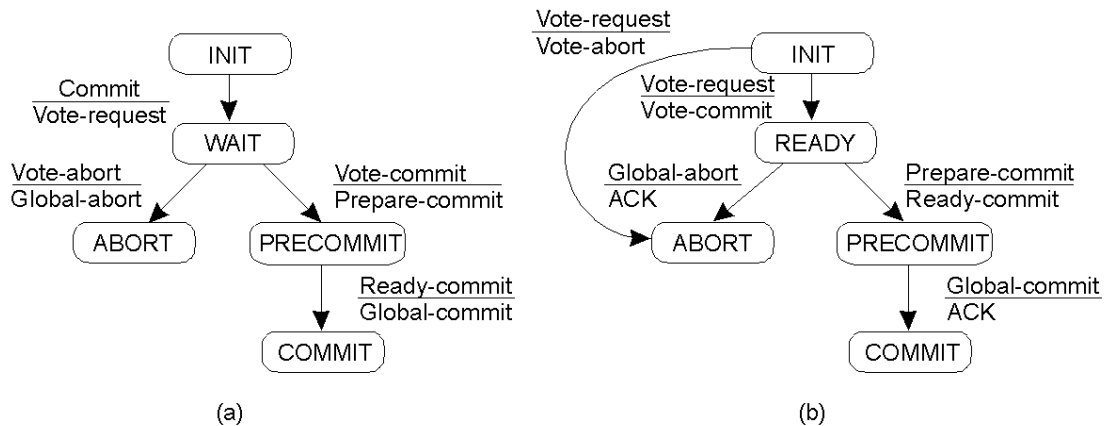 INIT
Commit
Vote-request
WAIT
Vote-abort
Global-abort
Vote-commit
Prepare-commit
ABORT
PRECOMMIT
Ready-commit
Global-commit
COMMIT
(a)
Vote-request
Vote-abort
INIT
Vote-request
Vote-commit
READY
Global-abort
ACK
Prepare-commit
Ready-commit
ABORT
PRECOMMIT
Global-commit
ACK
COMMIT
(b)